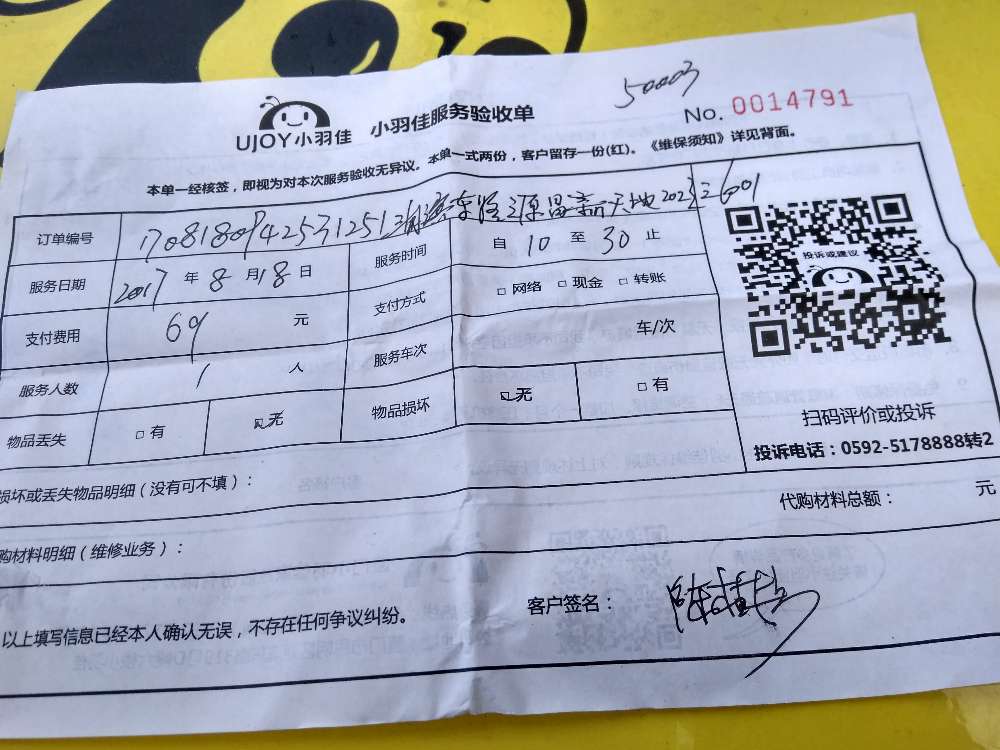 50003
UJOY小羽佳 小羽佳服务验收单 No. 0014791
本单一经核签，即视为对本次服务验收无异议。本单一式两份，客户留存一份(红)。《维保须知》详见背面。
订单编号
服务日期 2017 年 8 月 18 日 服务时间 自 10 至 30 止
支付费用 69 元 支付方式 □ 网络 □ 现金 □ 转账
服务人数 1 人 服务车次 车/次
物品丢失 □ 有 ☑ 无 物品损坏 ☑ 无 □ 有
投诉或建议
扫码评价或投诉
投诉电话：0592-5178888转2
损坏或丢失物品明细（没有可不填）：
代购材料总额： 元
购材料明细（维修业务）：
以上填写信息已经本人确认无误，不存在任何争议纠纷。
客户签名：